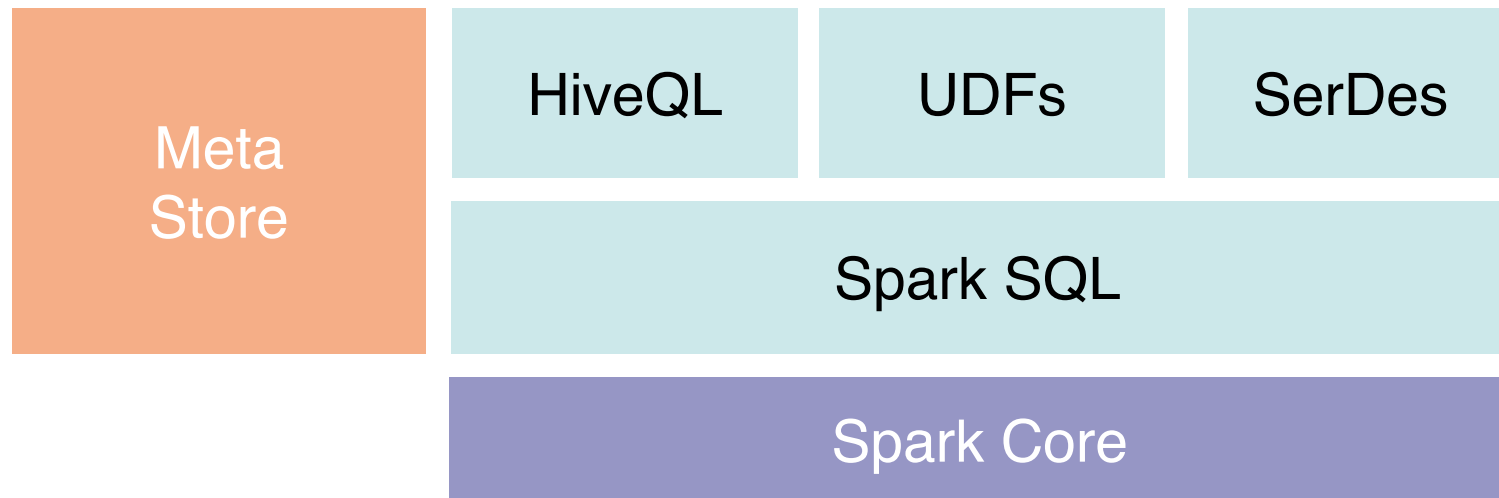 Meta
Store
HiveQL
UDFs
SerDes
Spark SQL
Spark Core